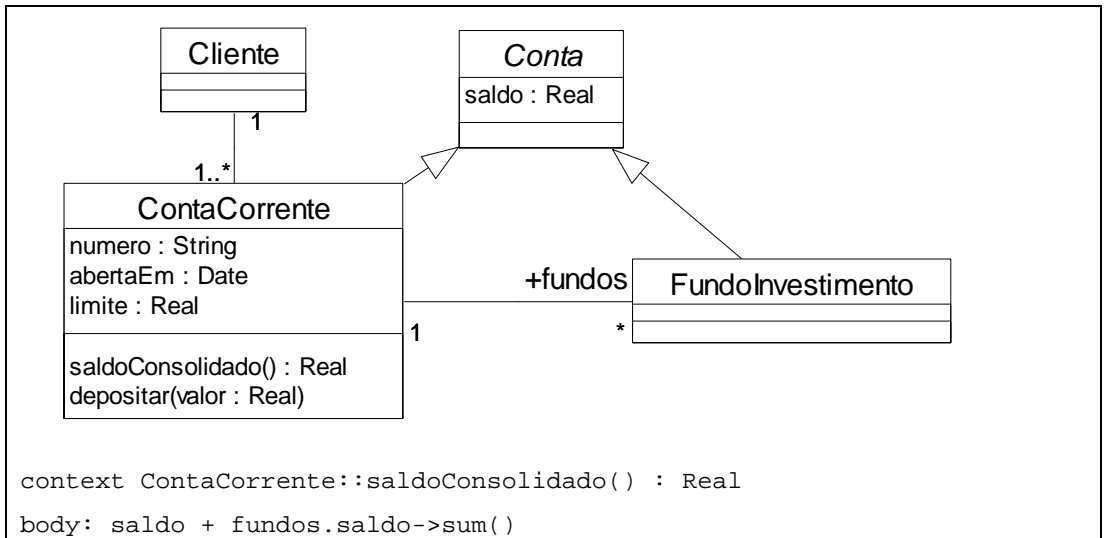 Cliente
Conta
saldo : Real
1
1..*
ContaCorrente
numero : String
abertaEm : Date
limite : Real
saldoConsolidado() : Real
depositar(valor : Real)
+fundos
1
*
FundoInvestimento
context ContaCorrente::saldoConsolidado() : Real
body: saldo + fundos.saldo->sum()